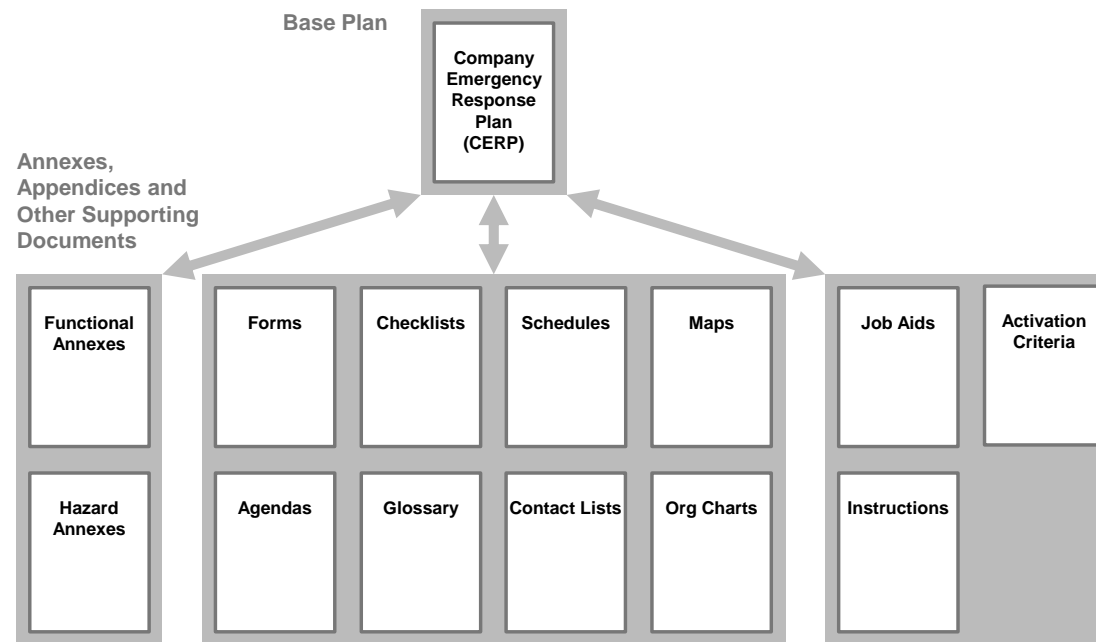 Base Plan
Company
Emergency
Response
Plan
(CERP)
Annexes,
Appendices and
Other Supporting
Documents
Functional
Annexes
Forms
Checklists
Schedules
Maps
Job Aids
Activation
Criteria
Hazard
Annexes
Agendas
Glossary
Contact Lists
Org Charts
Instructions